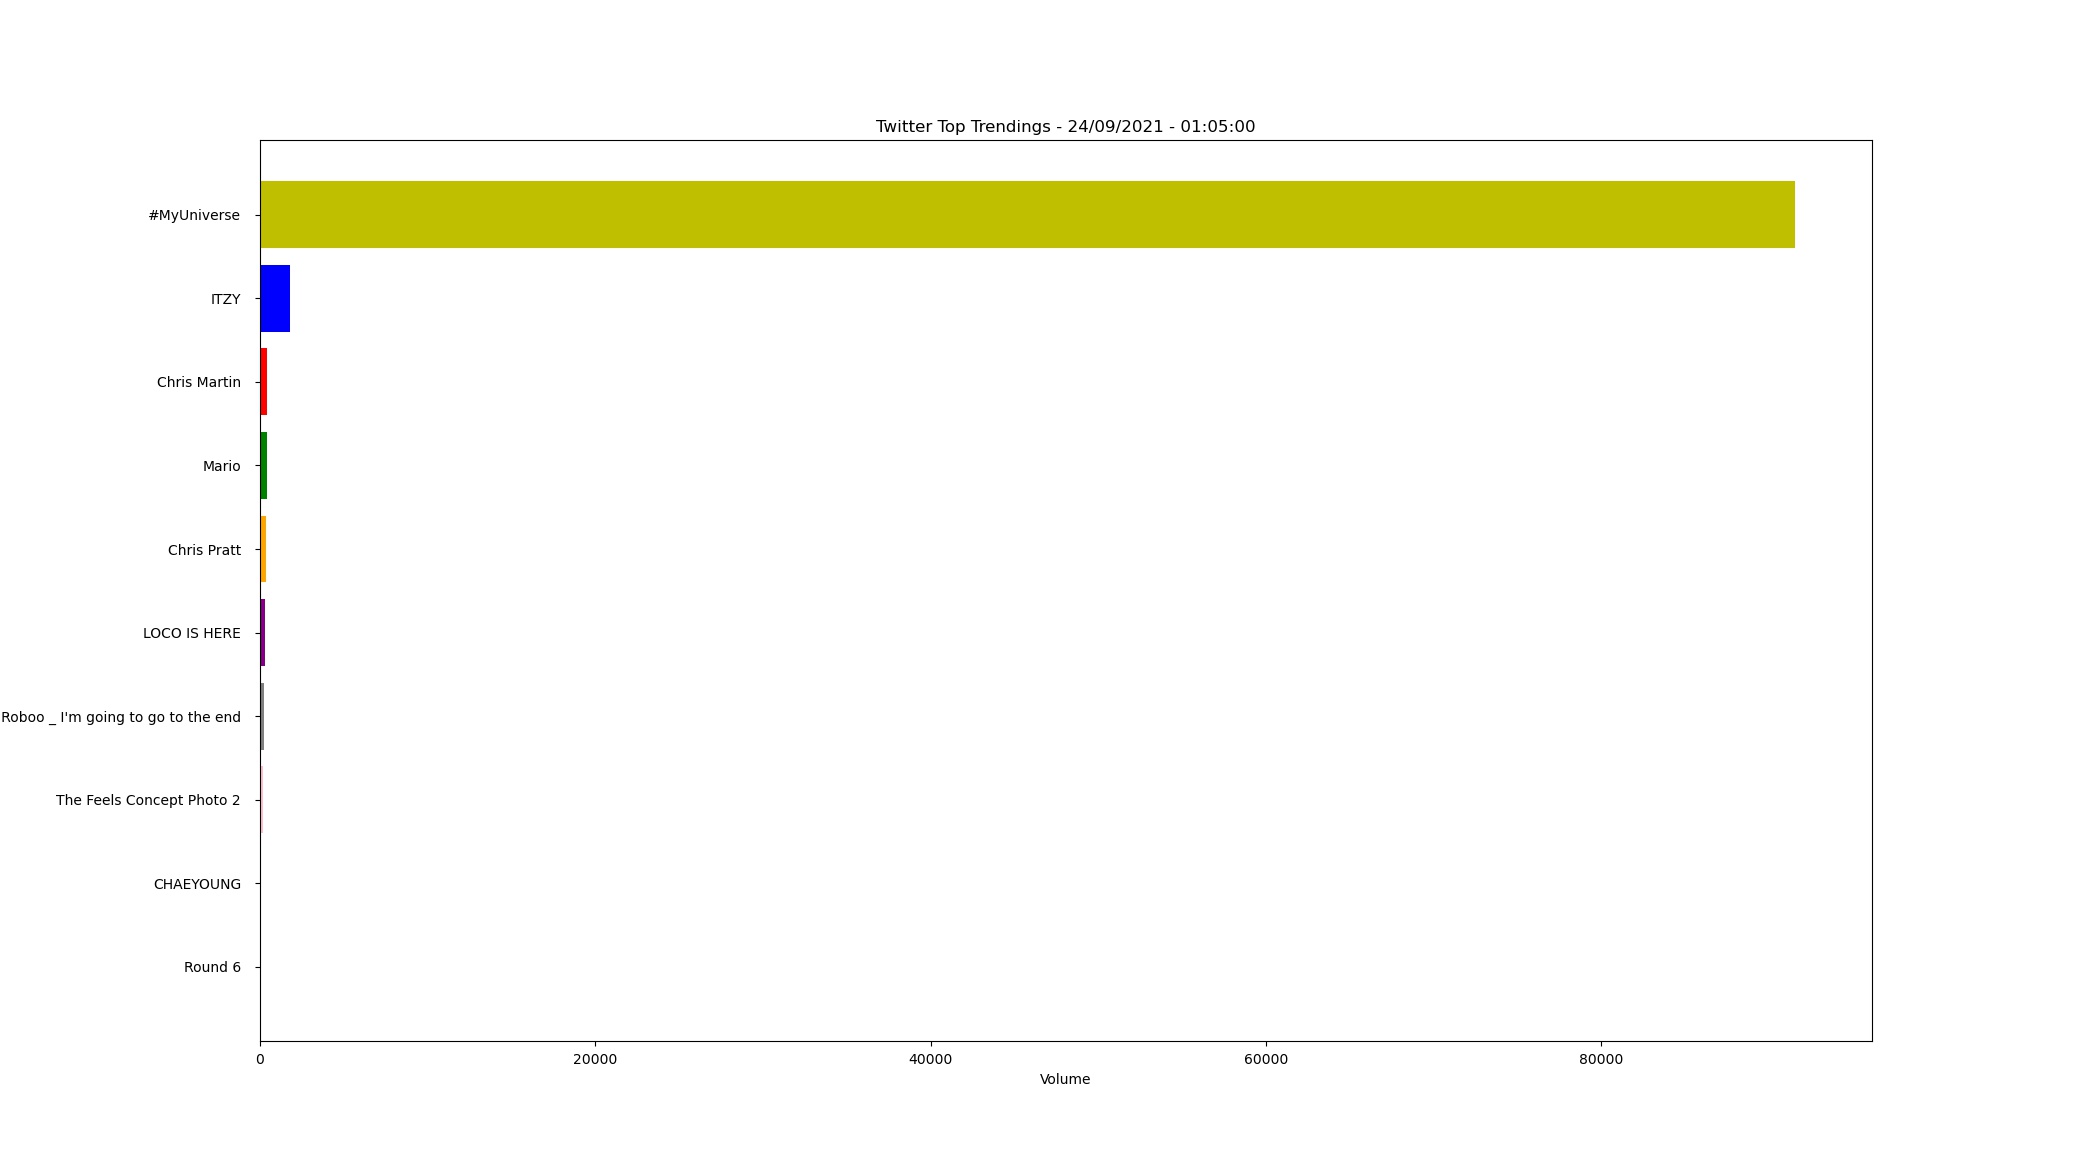 Twitter Top Trendings - 24/09/2021 - 01:05:00
#MyUniverse
ITZY
Chris Martin
Mario
Chris Pratt
LOCO IS HERE
Roboo _ I'm going to go to the end
The Feels Concept Photo 2
CHAEYOUNG
Round 6
0 20000 40000 60000 80000
Volume